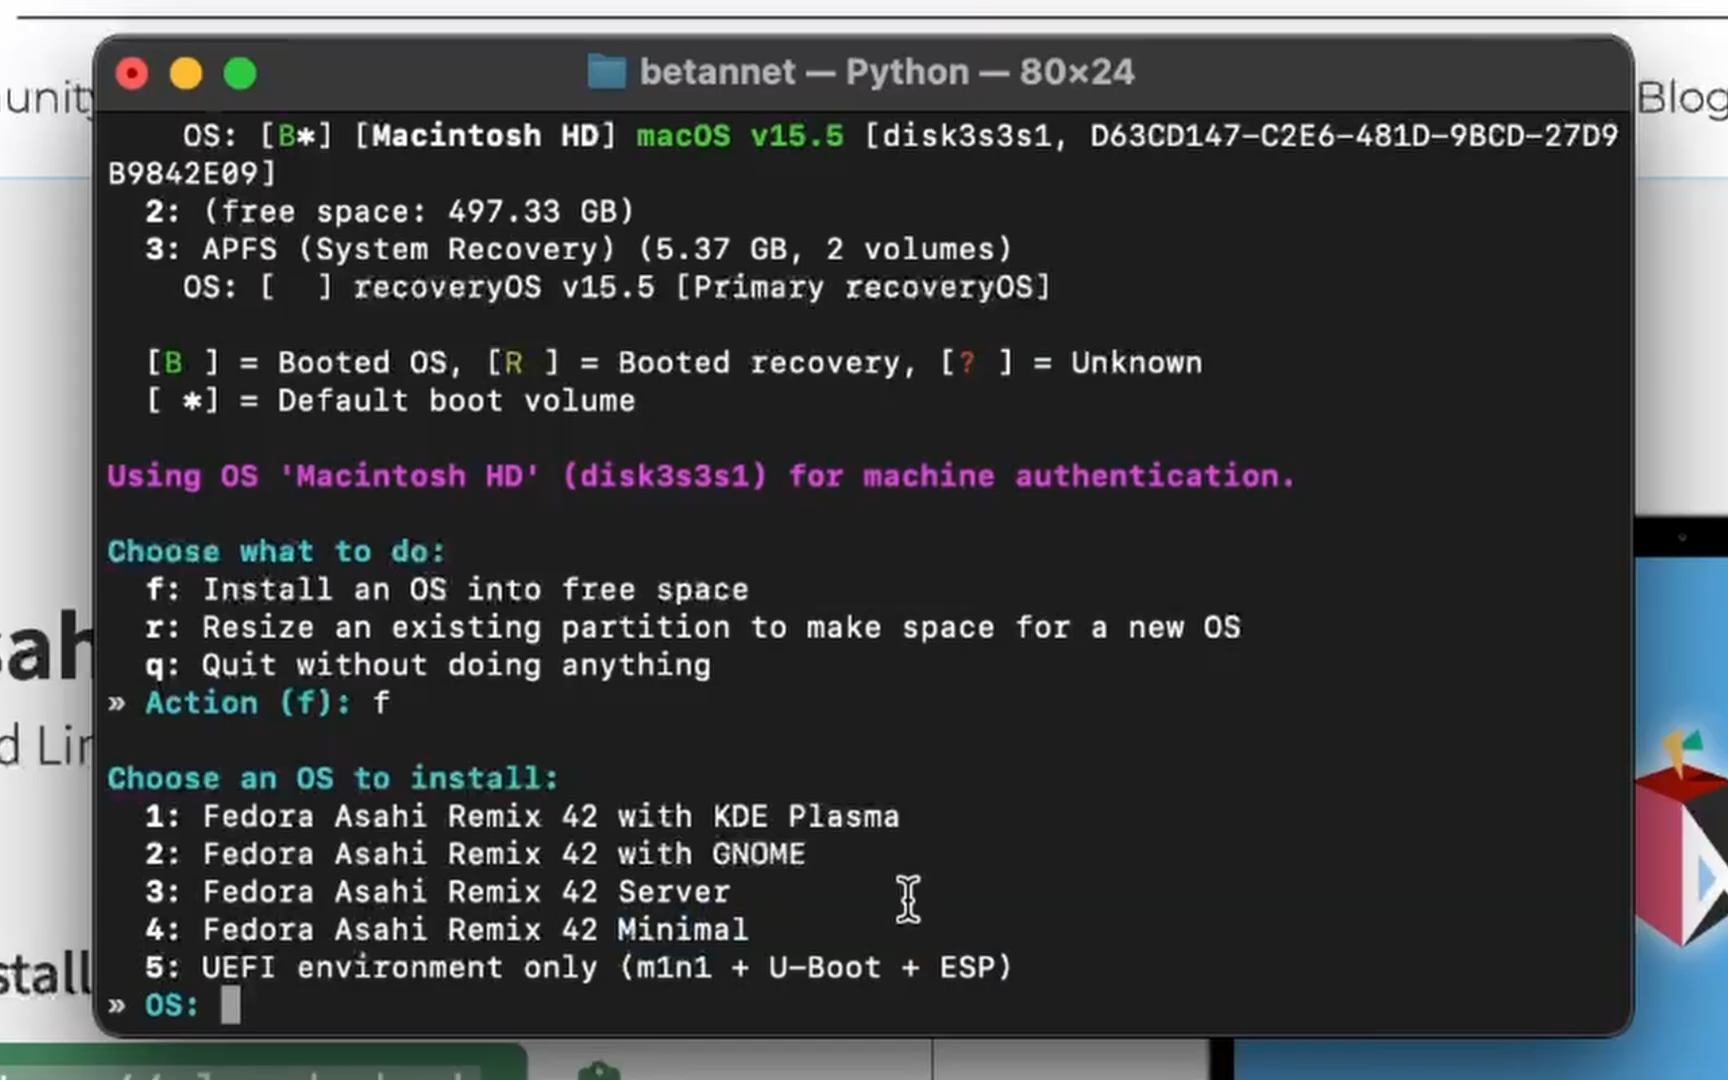 betannet — Python — 80×24
unity
Blog
OS: [B*] [Macintosh HD] macOS v15.5 [disk3s3s1, D63CD147-C2E6-481D-9BCD-27D9
B9842E09]
2: (free space: 497.33 GB)
3: APFS (System Recovery) (5.37 GB, 2 volumes)
OS: [  ] recoveryOS v15.5 [Primary recoveryOS]
[B ] = Booted OS, [R ] = Booted recovery, [? ] = Unknown
[ *] = Default boot volume
Using OS 'Macintosh HD' (disk3s3s1) for machine authentication.
Choose what to do:
f: Install an OS into free space
r: Resize an existing partition to make space for a new OS
q: Quit without doing anything
» Action (f): f
Choose an OS to install:
1: Fedora Asahi Remix 42 with KDE Plasma
2: Fedora Asahi Remix 42 with GNOME
3: Fedora Asahi Remix 42 Server
4: Fedora Asahi Remix 42 Minimal
5: UEFI environment only (m1n1 + U-Boot + ESP)
» OS:
sah
d Lin
stall